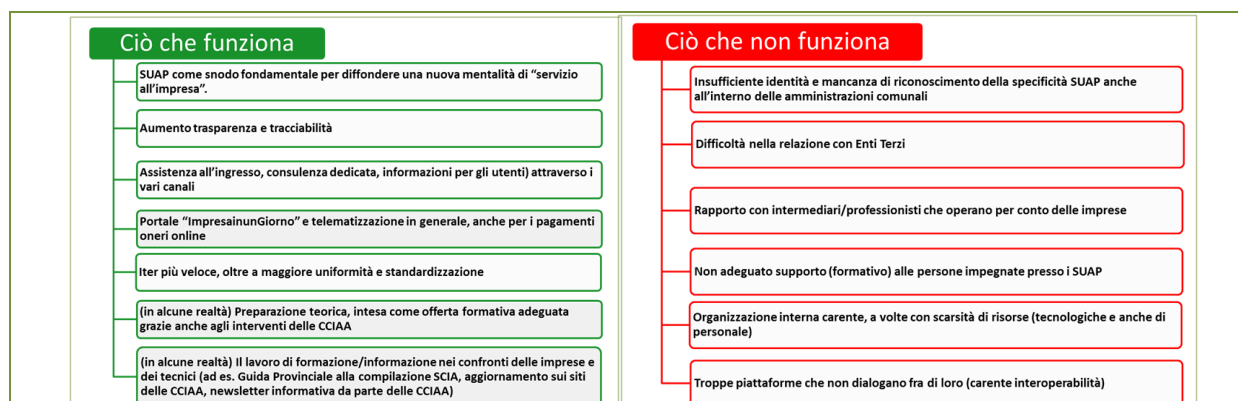 Ciò che funziona
SUAP come snodo fondamentale per diffondere una nuova mentalità di “servizio
all’impresa”.
Aumento trasparenza e tracciabilità
Assistenza all’ingresso, consulenza dedicata, informazioni per gli utenti) attraverso i
vari canali
Portale “ImpresainunGiorno” e telematizzazione in generale, anche per i pagamenti
oneri online
Iter più veloce, oltre a maggiore uniformità e standardizzazione
(in alcune realtà) Preparazione teorica, intesa come offerta formativa adeguata
grazie anche agli interventi delle CCIAA
(in alcune realtà) Il lavoro di formazione/informazione nei confronti delle imprese e
dei tecnici (ad es. Guida Provinciale alla compilazione SCIA, aggiornamento sui siti
delle CCIAA, newsletter informativa da parte delle CCIAA)
Ciò che non funziona
Insufficiente identità e mancanza di riconoscimento della specificità SUAP anche
all’interno delle amministrazioni comunali
Difficoltà nella relazione con Enti Terzi
Rapporto con intermediari/professionisti che operano per conto delle imprese
Non adeguato supporto (formativo) alle persone impegnate presso i SUAP
Organizzazione interna carente, a volte con scarsità di risorse (tecnologiche e anche di
personale)
Troppe piattaforme che non dialogano fra di loro (carente interoperabilità)